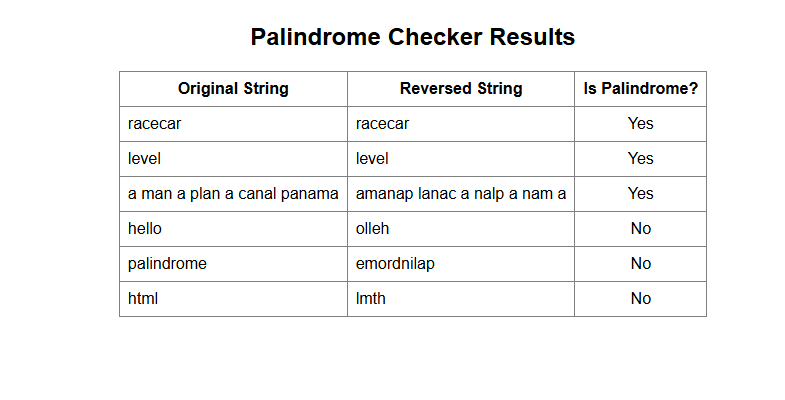 Palindrome Checker Results
Original String Reversed String Is Palindrome?
racecar racecar Yes
level level Yes
a man a plan a canal panama amanap lanac a nalp a nam a Yes
hello olleh No
palindrome emordnilap No
html lmth No